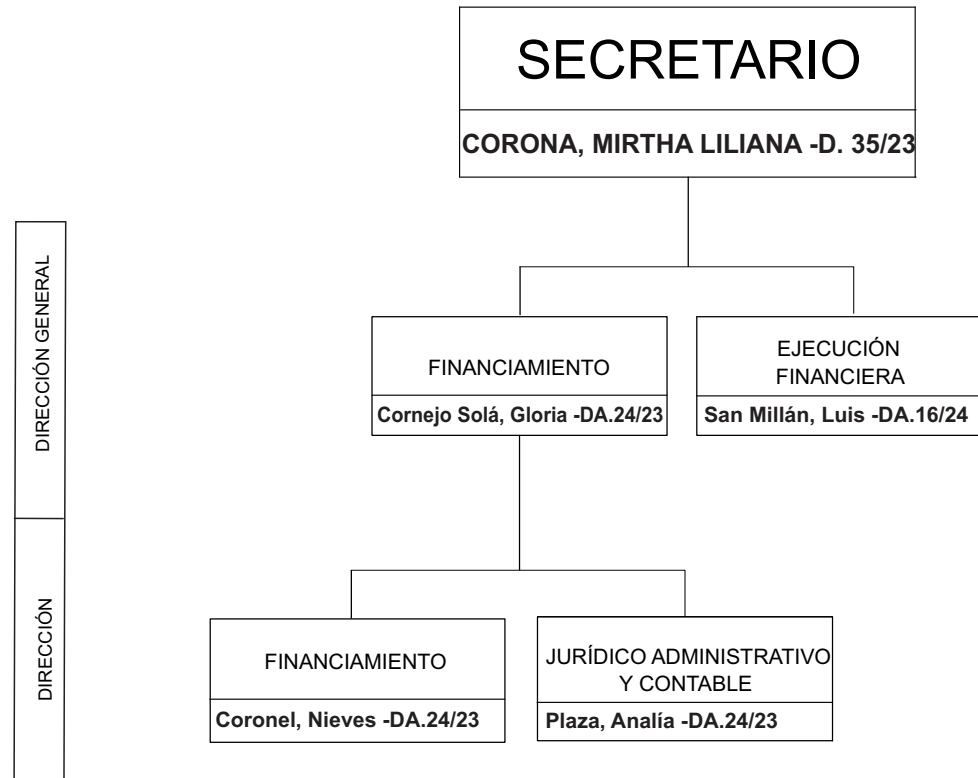 SECRETARIO
CORONA, MIRTHA LILIANA -D. 35/23
DIRECCIÓN GENERAL
FINANCIAMIENTO
Cornejo Solá, Gloria -DA.24/23
EJECUCIÓN
FINANCIERA
San Millán, Luis -DA.16/24
DIRECCIÓN
FINANCIAMIENTO
Coronel, Nieves -DA.24/23
JURÍDICO ADMINISTRATIVO
Y CONTABLE
Plaza, Analía -DA.24/23